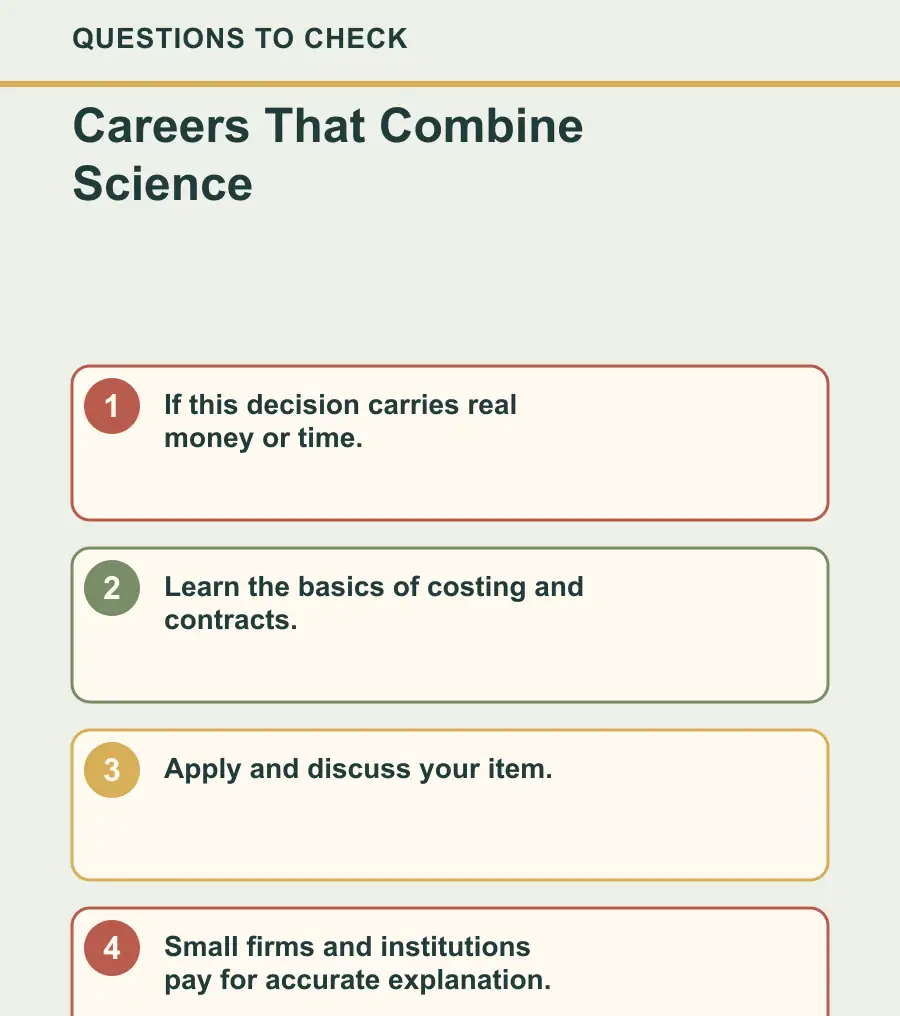 QUESTIONS TO CHECK
Careers That Combine
Science
1
If this decision carries real
money or time.
2
Learn the basics of costing and
contracts.
3
Apply and discuss your item.
4
Small firms and institutions
pay for accurate explanation.